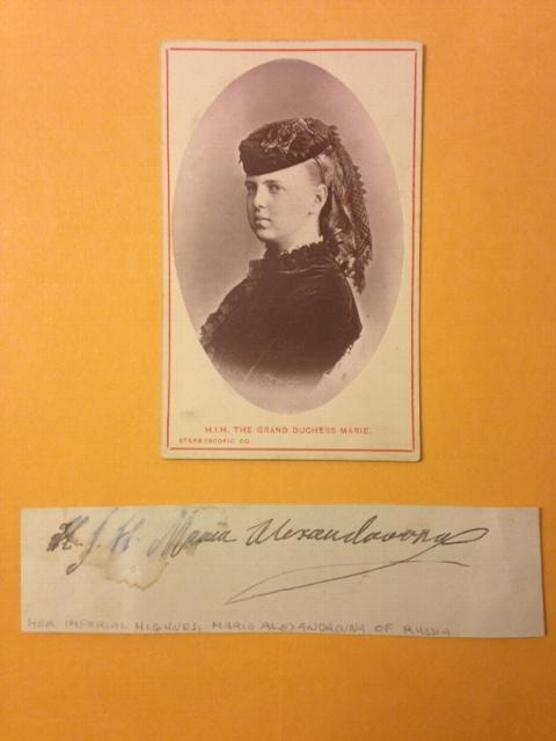 H.I.H. THE GRAND DUCHESS MARIE.
STEREOSCOPIC CO.
H. I. H. Maria Alexandrovna
HER IMPERIAL HIGHNESS, MARIA ALEXANDROVNA OF RUSSIA